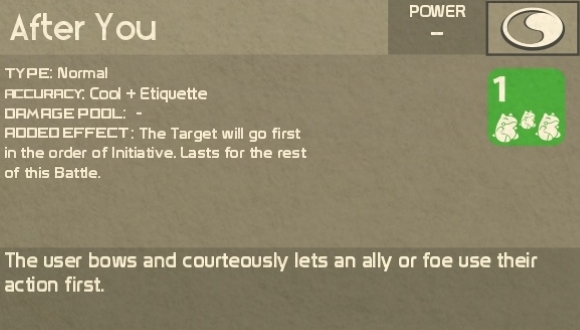 After You
POWER
–
TYPE: Normal
ACCURACY: Cool + Etiquette
DAMAGE POOL: -
ADDED EFFECT: The Target will go first
in the order of Initiative. Lasts for the rest
of this Battle.
1
The user bows and courteously lets an ally or foe use their
action first.